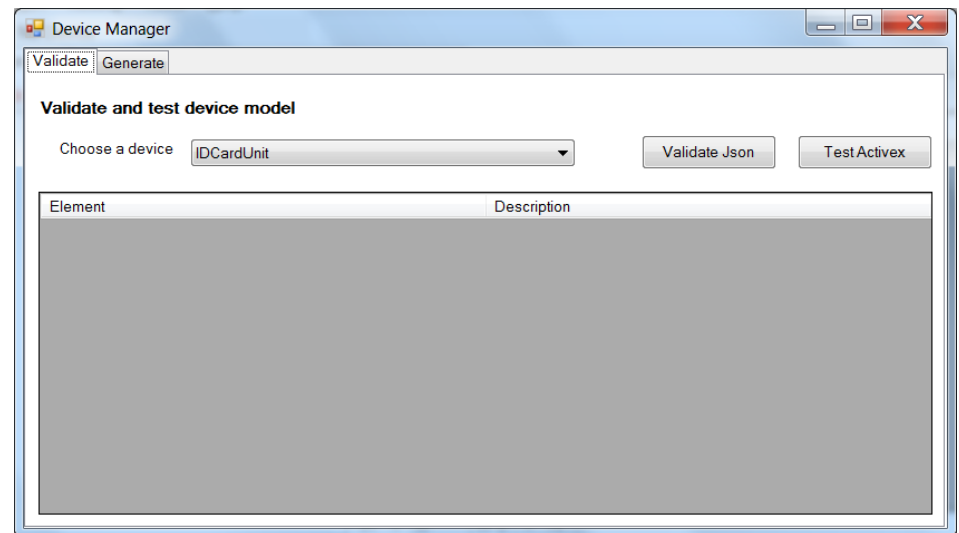 Device Manager
Validate Generate
Validate and test device model
Choose a device IDCardUnit Validate Json Test Activex
Element Description